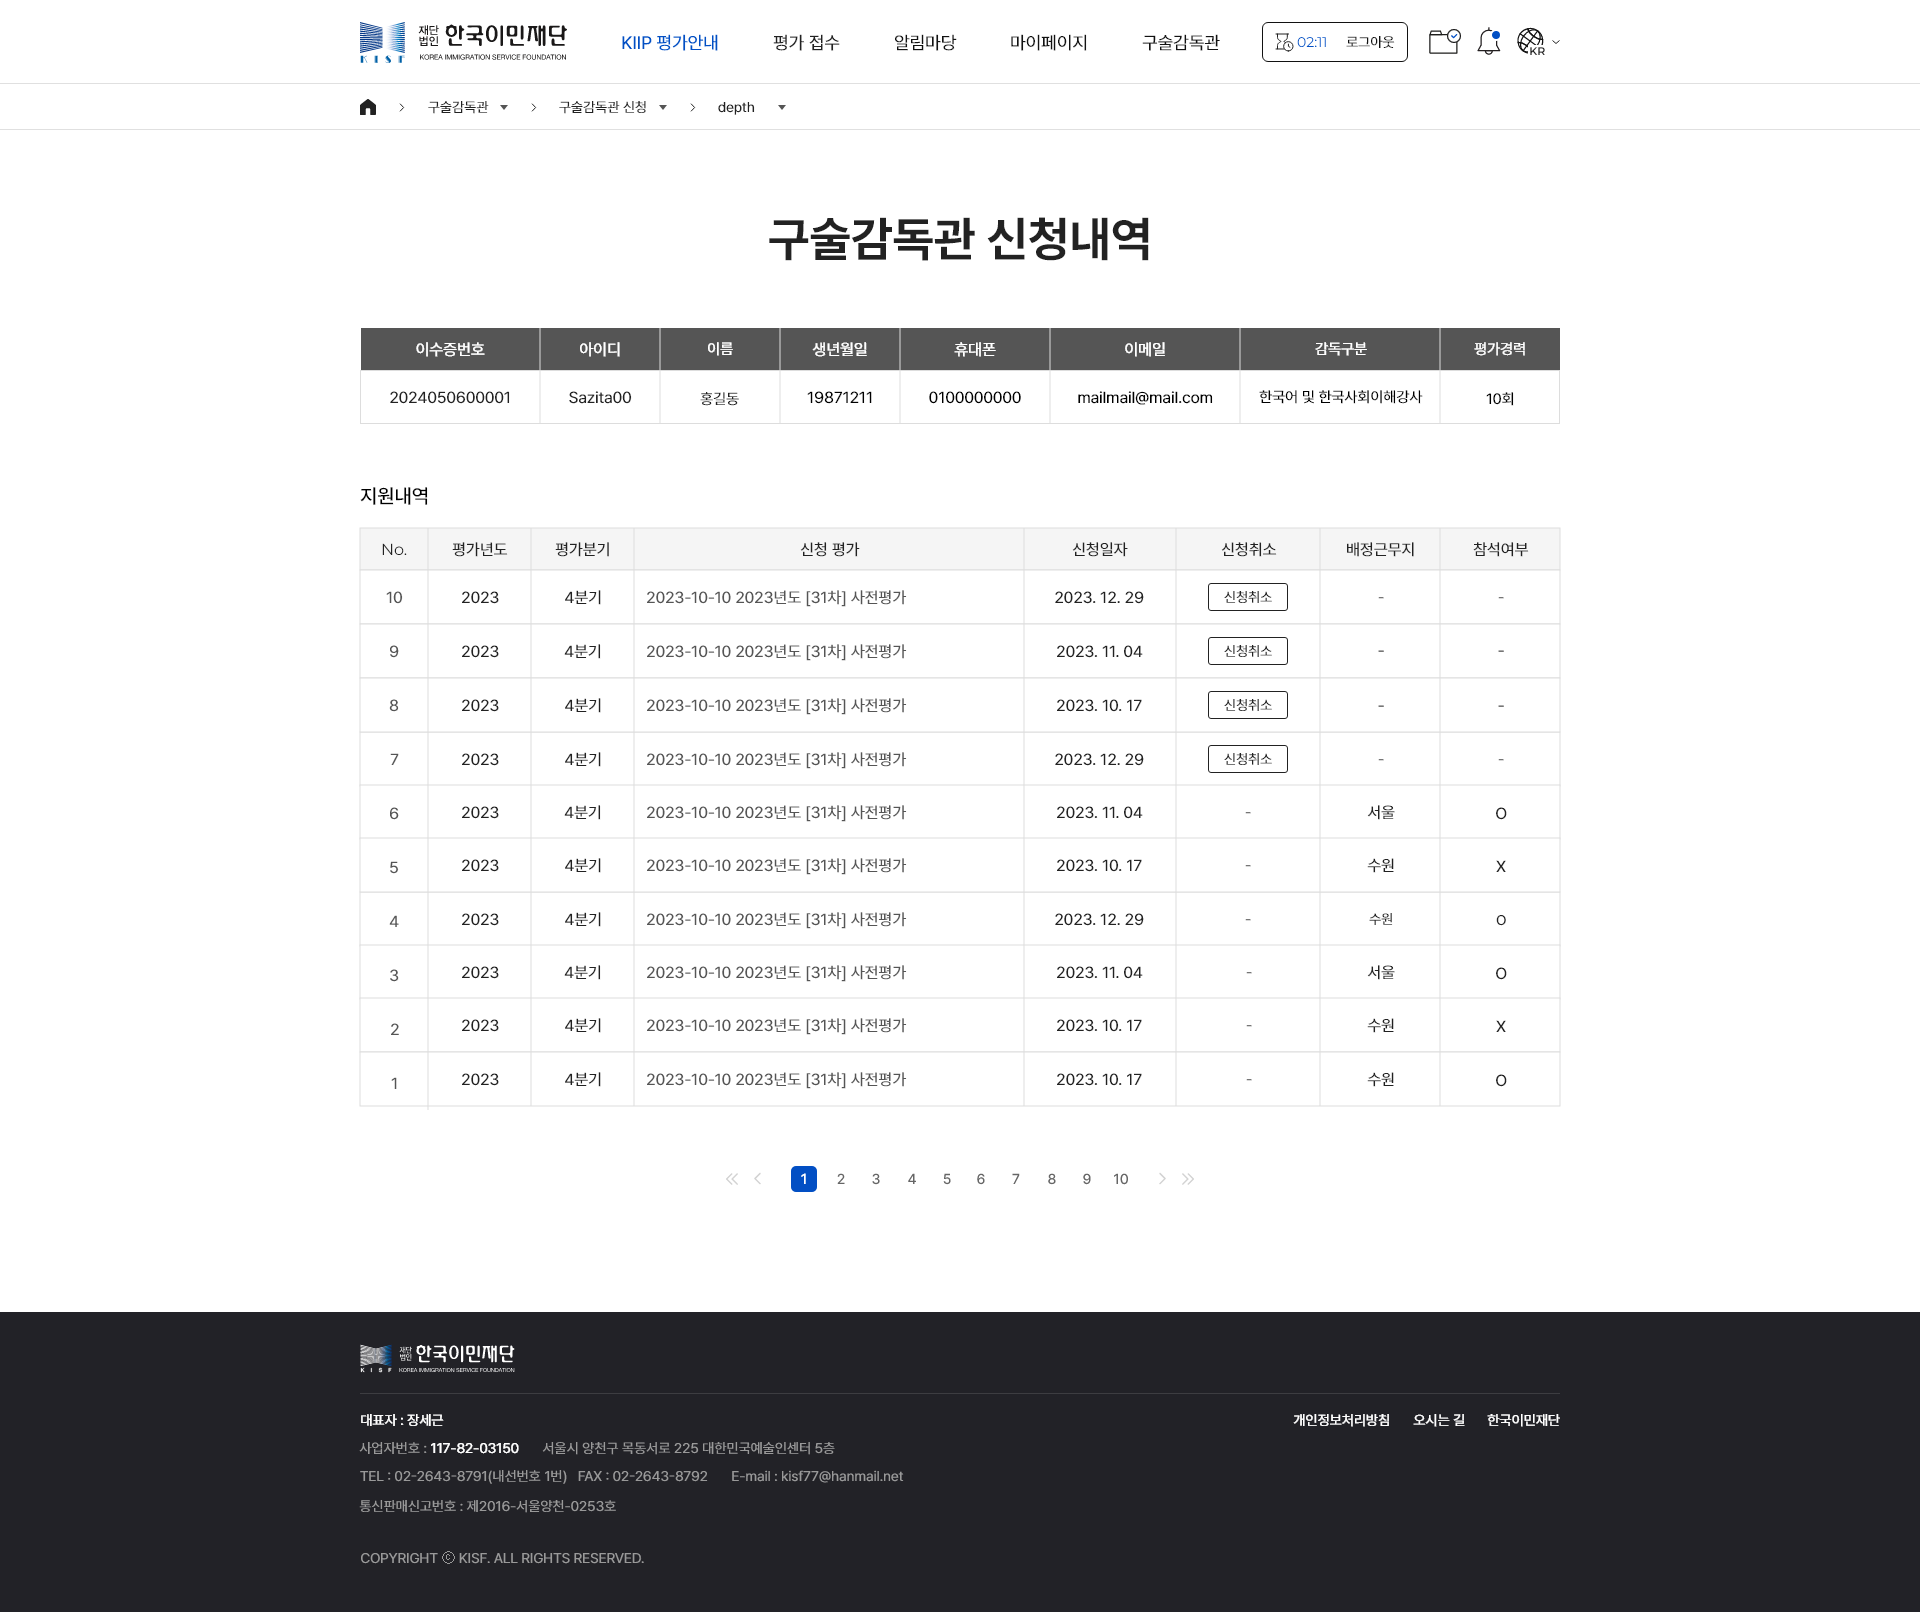 재단법인 한국이민재단
KISF KOREA IMMIGRATION SERVICE FOUNDATION
KIIP 평가안내 평가 접수 알림마당 마이페이지 구술감독관 02:11 로그아웃 KR
구술감독관 구술감독관 신청 depth
구술감독관 신청내역
이수증번호 아이디 이름 생년월일 휴대폰 이메일 감독구분 평가경력
2024050600001 Sazita00 홍길동 19871211 0100000000 mailmail@mail.com 한국어 및 한국사회이해강사 10회
지원내역
No. 평가년도 평가분기 신청 평가 신청일자 신청취소 배정근무지 참석여부
10 2023 4분기 2023-10-10 2023년도 [31차] 사전평가 2023. 12. 29 신청취소 - -
9 2023 4분기 2023-10-10 2023년도 [31차] 사전평가 2023. 11. 04 신청취소 - -
8 2023 4분기 2023-10-10 2023년도 [31차] 사전평가 2023. 10. 17 신청취소 - -
7 2023 4분기 2023-10-10 2023년도 [31차] 사전평가 2023. 12. 29 신청취소 - -
6 2023 4분기 2023-10-10 2023년도 [31차] 사전평가 2023. 11. 04 - 서울 O
5 2023 4분기 2023-10-10 2023년도 [31차] 사전평가 2023. 10. 17 - 수원 X
4 2023 4분기 2023-10-10 2023년도 [31차] 사전평가 2023. 12. 29 - 수원 O
3 2023 4분기 2023-10-10 2023년도 [31차] 사전평가 2023. 11. 04 - 서울 O
2 2023 4분기 2023-10-10 2023년도 [31차] 사전평가 2023. 10. 17 - 수원 X
1 2023 4분기 2023-10-10 2023년도 [31차] 사전평가 2023. 10. 17 - 수원 O
1 2 3 4 5 6 7 8 9 10
재단법인 한국이민재단
KISF KOREA IMMIGRATION SERVICE FOUNDATION
대표자 : 장세근 개인정보처리방침 오시는 길 한국이민재단
사업자번호 : 117-82-03150 서울시 양천구 목동서로 225 대한민국예술인센터 5층
TEL : 02-2643-8791(내선번호 1번) FAX : 02-2643-8792 E-mail : kisf77@hanmail.net
통신판매신고번호 : 제2016-서울양천-0253호
COPYRIGHT ⓒ KISF. ALL RIGHTS RESERVED.